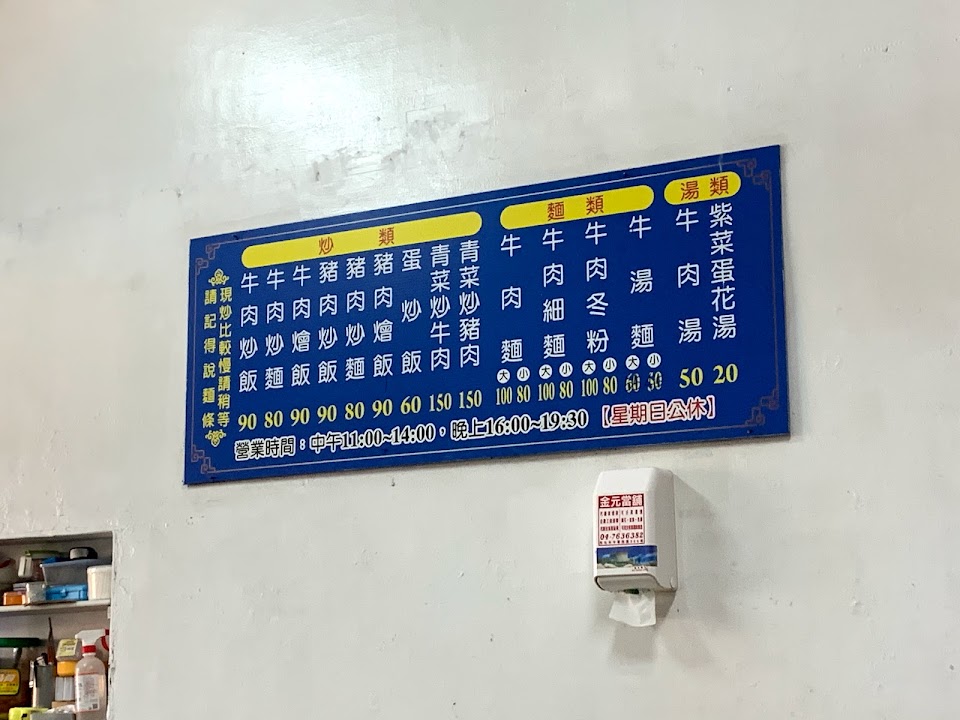 炒類
麵類
湯類
現炒比較慢請稍等
請記得說麵條
牛肉炒飯 90
牛肉炒麵 80
牛肉燴飯 90
豬肉炒飯 90
豬肉炒麵 80
豬肉燴飯 90
蛋炒飯 60
青菜炒牛肉 150
青菜炒豬肉 150
牛肉麵 大 100 小 80
牛肉細麵 大 100 小 80
牛肉冬粉 大 100 小 80
牛湯麵 大 60 小 30
牛肉湯 50
紫菜蛋花湯 20
營業時間：中午11:00~14:00，晚上16:00~19:30【星期日公休】
金元當舖
04-7636382